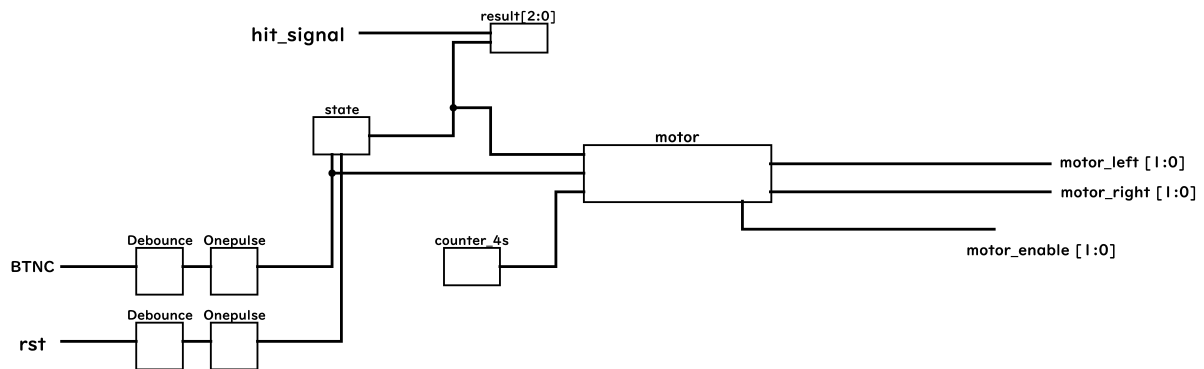 result[2:0]
hit_signal
state
motor
motor_left [1:0]
motor_right [1:0]
Debounce Onepulse
counter_4s
motor_enable [1:0]
BTNC
Debounce Onepulse
rst